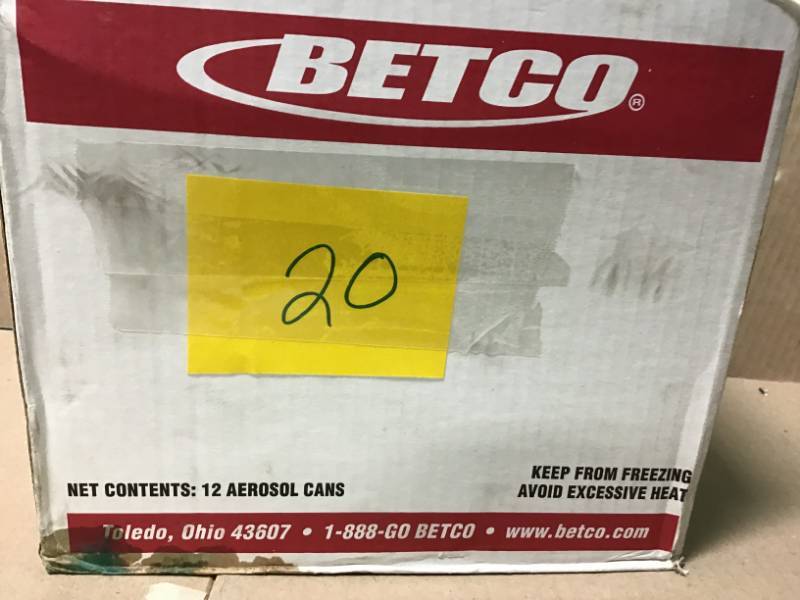 BETCO®
20
NET CONTENTS: 12 AEROSOL CANS
KEEP FROM FREEZING
AVOID EXCESSIVE HEAT
Toledo, Ohio 43607 • 1-888-GO BETCO • www.betco.com